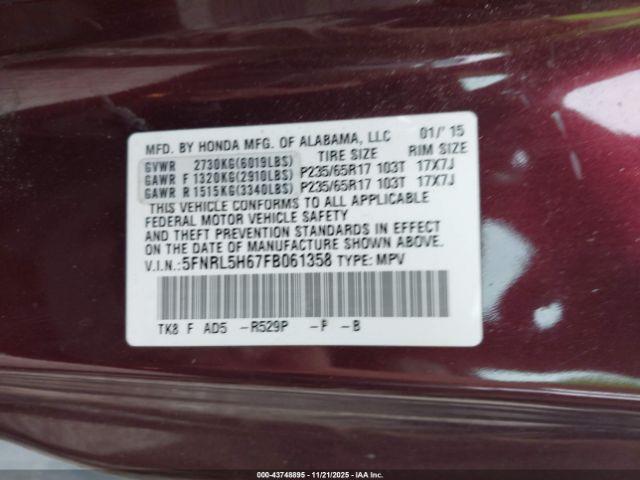 MFD. BY HONDA MFG. OF ALABAMA, LLC 01/'15
GVWR 2730KG(6019LBS) TIRE SIZE RIM SIZE
GAWR F 1320KG(2910LBS) P235/65R17 103T 17X7J
GAWR R 1515KG(3340LBS) P235/65R17 103T 17X7J
THIS VEHICLE CONFORMS TO ALL APPLICABLE
FEDERAL MOTOR VEHICLE SAFETY
AND THEFT PREVENTION STANDARDS IN EFFECT
ON THE DATE OF MANUFACTURE SHOWN ABOVE.
V.I.N.:5FNRL5H67FB061358 TYPE: MPV
TK8 F AD5 -R529P -P -B
000-43748895 - 11/21/2025 - IAAI.CA